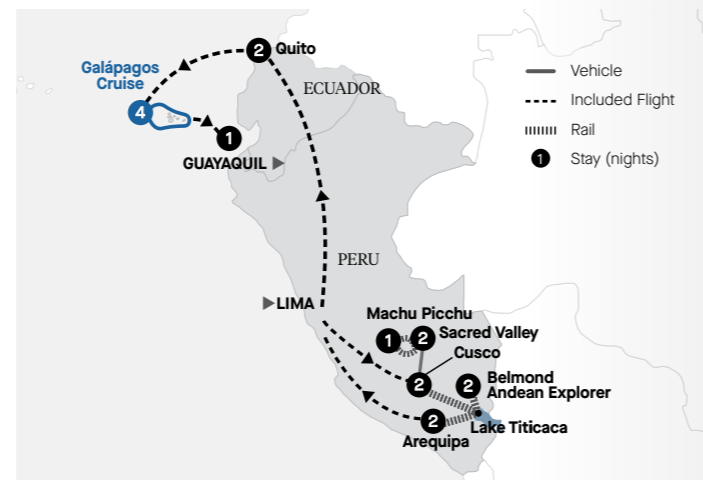 2 Quito
Galápagos
Cruise
4
ECUADOR
1
GUAYAQUIL
Vehicle
Included Flight
Rail
1 Stay (nights)
PERU
LIMA
Machu Picchu
1
2 Sacred Valley
Cusco
2
2 Belmond
Andean Explorer
2
Lake Titicaca
Arequipa